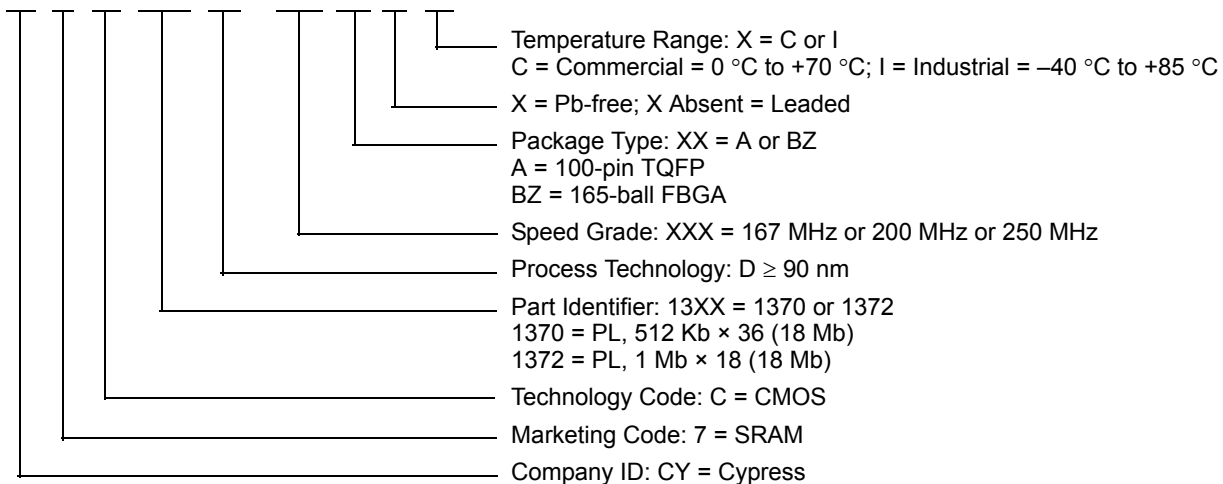 Temperature Range: X = C or I
C = Commercial = 0 °C to +70 °C; I = Industrial = –40 °C to +85 °C
X = Pb-free; X Absent = Leaded
Package Type: XX = A or BZ
A = 100-pin TQFP
BZ = 165-ball FBGA
Speed Grade: XXX = 167 MHz or 200 MHz or 250 MHz
Process Technology: D ≥ 90 nm
Part Identifier: 13XX = 1370 or 1372
1370 = PL, 512 Kb × 36 (18 Mb)
1372 = PL, 1 Mb × 18 (18 Mb)
Technology Code: C = CMOS
Marketing Code: 7 = SRAM
Company ID: CY = Cypress